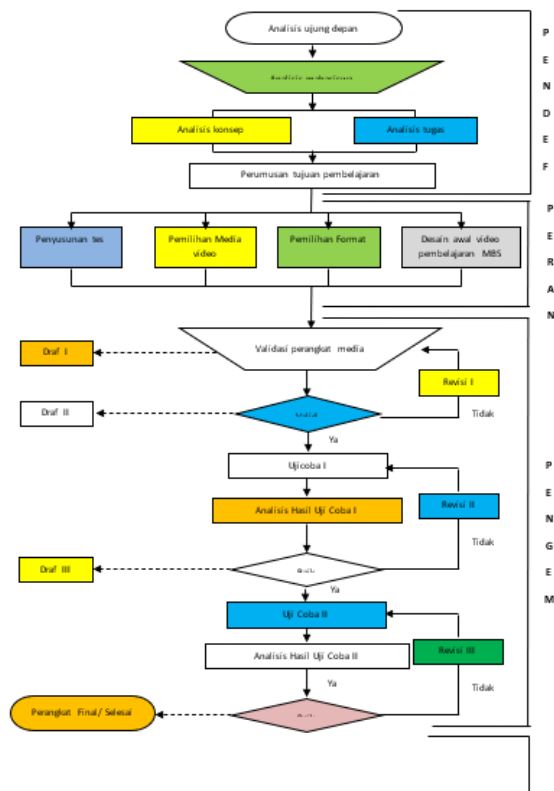 Analisis ujung depan
Analisis konsep
Analisis tugas
Perumusan tujuan pembelajaran
P
E
N
D
E
F
Penyusunan tes
Pemilihan Media
video
Pemilihan Format
Desain awal video
pembelajaran MBS
P
E
R
A
N
Validasi perangkat media
Draf I
Revisi I
Draf II
Tidak
Ya
Ujicoba I
Analisis Hasil Uji Coba I
Revisi II
Tidak
Draf III
Ya
Uji Coba II
Analisis Hasil Uji Coba II
Revisi III
Ya
Tidak
Perangkat Final/ Selesai
P
E
N
G
E
M